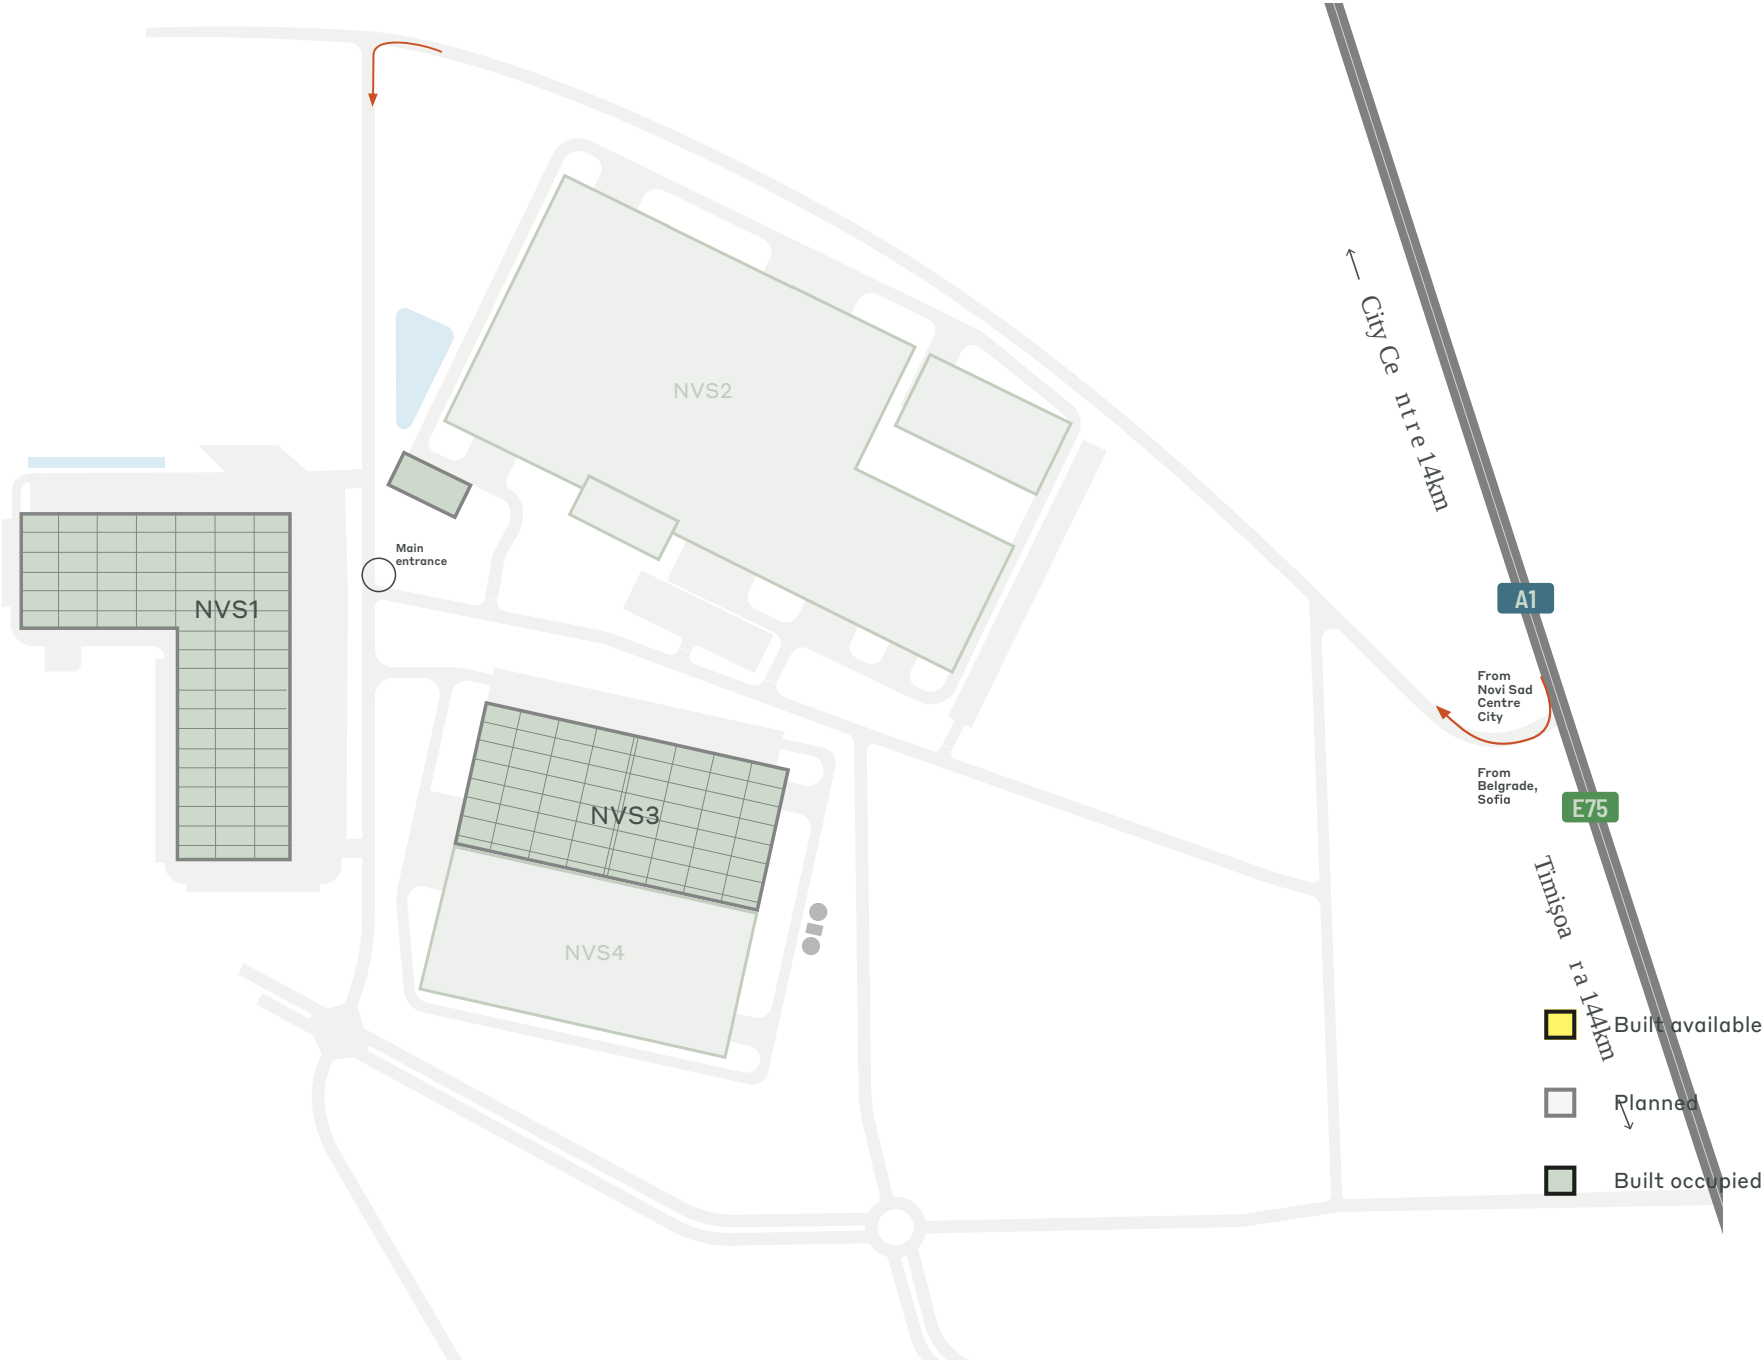 City Ce ntre 14km
NVS2
Main
entrance
A1
NVS1
From
Novi Sad
Centre
City
From
Belgrade,
Sofia
E75
NVS3
Timişoa ra 144km
NVS4
Built available
Planned
Built occupied